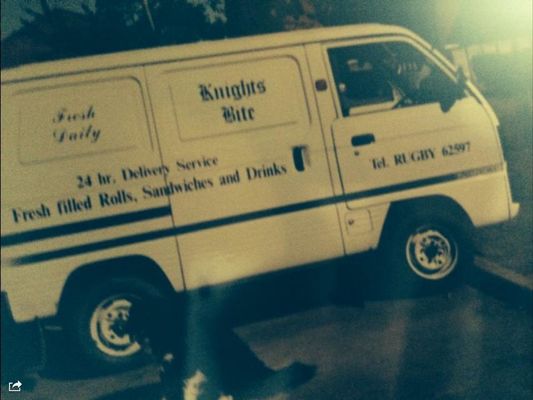 Fresh
Daily
Knights
Bite
24 hr. Delivery Service
Fresh filled Rolls, Sandwiches and Drinks
Tel. RUGBY 62597